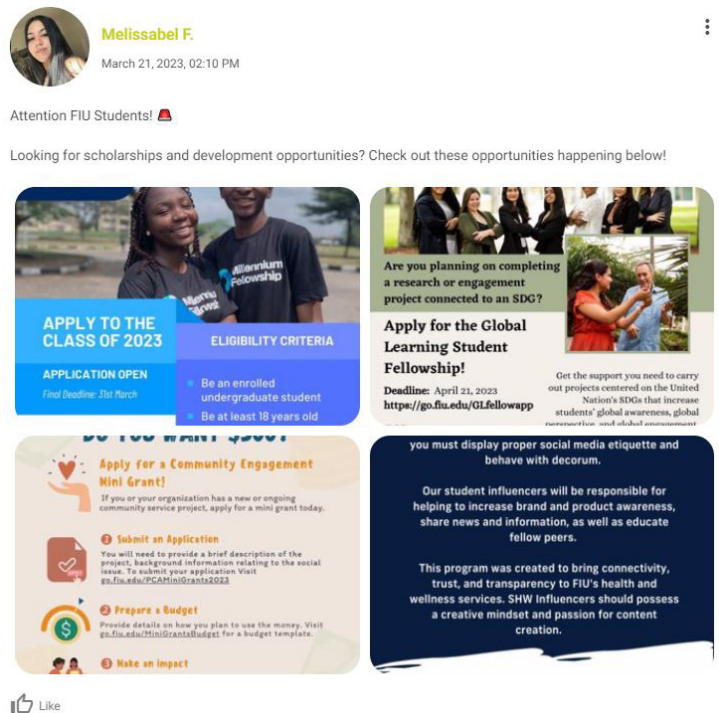 Melissabel F.
March 21, 2023, 02:10 PM
Attention FIU Students! 🚨
Looking for scholarships and development opportunities? Check out these opportunities happening below!
Millennium
Fellowship
APPLY TO THE
CLASS OF 2023
APPLICATION OPEN
Final Deadline: 31st March
ELIGIBILITY CRITERIA
Be an enrolled
undergraduate student
Be at least 18 years old
Are you planning on completing
a research or engagement
project connected to an SDG?
Apply for the Global
Learning Student
Fellowship!
Deadline: April 21, 2023
https://go.fiu.edu/GLfellowapp
Get the support you need to carry
out projects centered on the United
Nation's SDGs that increase
students' global awareness, global
perspective, and global engagement
DO YOU WANT $500?
Apply for a Community Engagement
Mini Grant!
If you or your organization has a new or ongoing
community service project, apply for a mini grant today.
1 Submit an Application
You will need to provide a brief description of the
project, background information relating to the social
issue. To submit your application Visit
go.fiu.edu/PCAMiniGrants2023
2 Prepare a Budget
Provide details on how you plan to use the money. Visit
go.fiu.edu/MiniGrantsBudget for a budget template.
3 Make an impact
you must display proper social media etiquette and
behave with decorum.
Our student influencers will be responsible for
helping to increase brand and product awareness,
share news and information, as well as educate
fellow peers.
This program was created to bring connectivity,
trust, and transparency to FIU's health and
wellness services. SHW Influencers should possess
a creative mindset and passion for content
creation.
Like